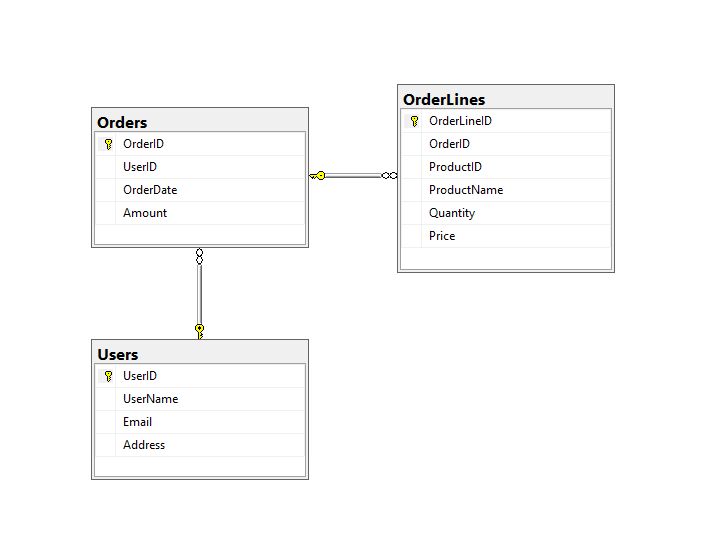 Orders
OrderID
UserID
OrderDate
Amount
OrderLines
OrderLineID
OrderID
ProductID
ProductName
Quantity
Price
Users
UserID
UserName
Email
Address